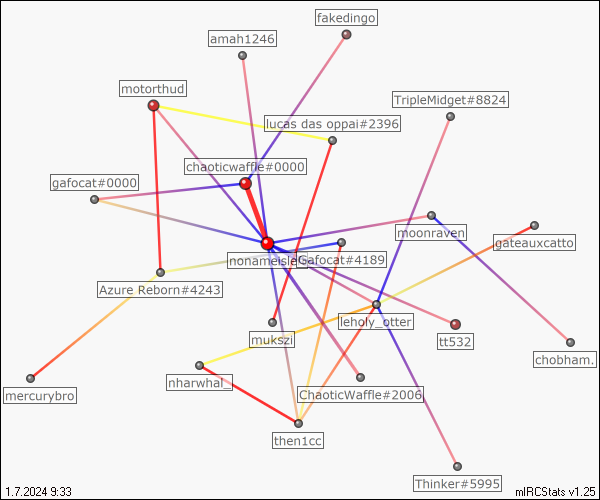 fakedingo
amah1246
motorthud
TripleMidget#8824
lucas das oppai#2396
chaoticwaffle#0000
gafocat#0000
moonraven
gateauxcatto
nonameisle
Gafocat#4189
Azure Reborn#4243
leholy_otter
mukszi
tt532
chobham.
nharwhal_
mercurybro
ChaoticWaffle#2006
then1cc
Thinker#5995
1.7.2024 9:33
mIRCStats v1.25